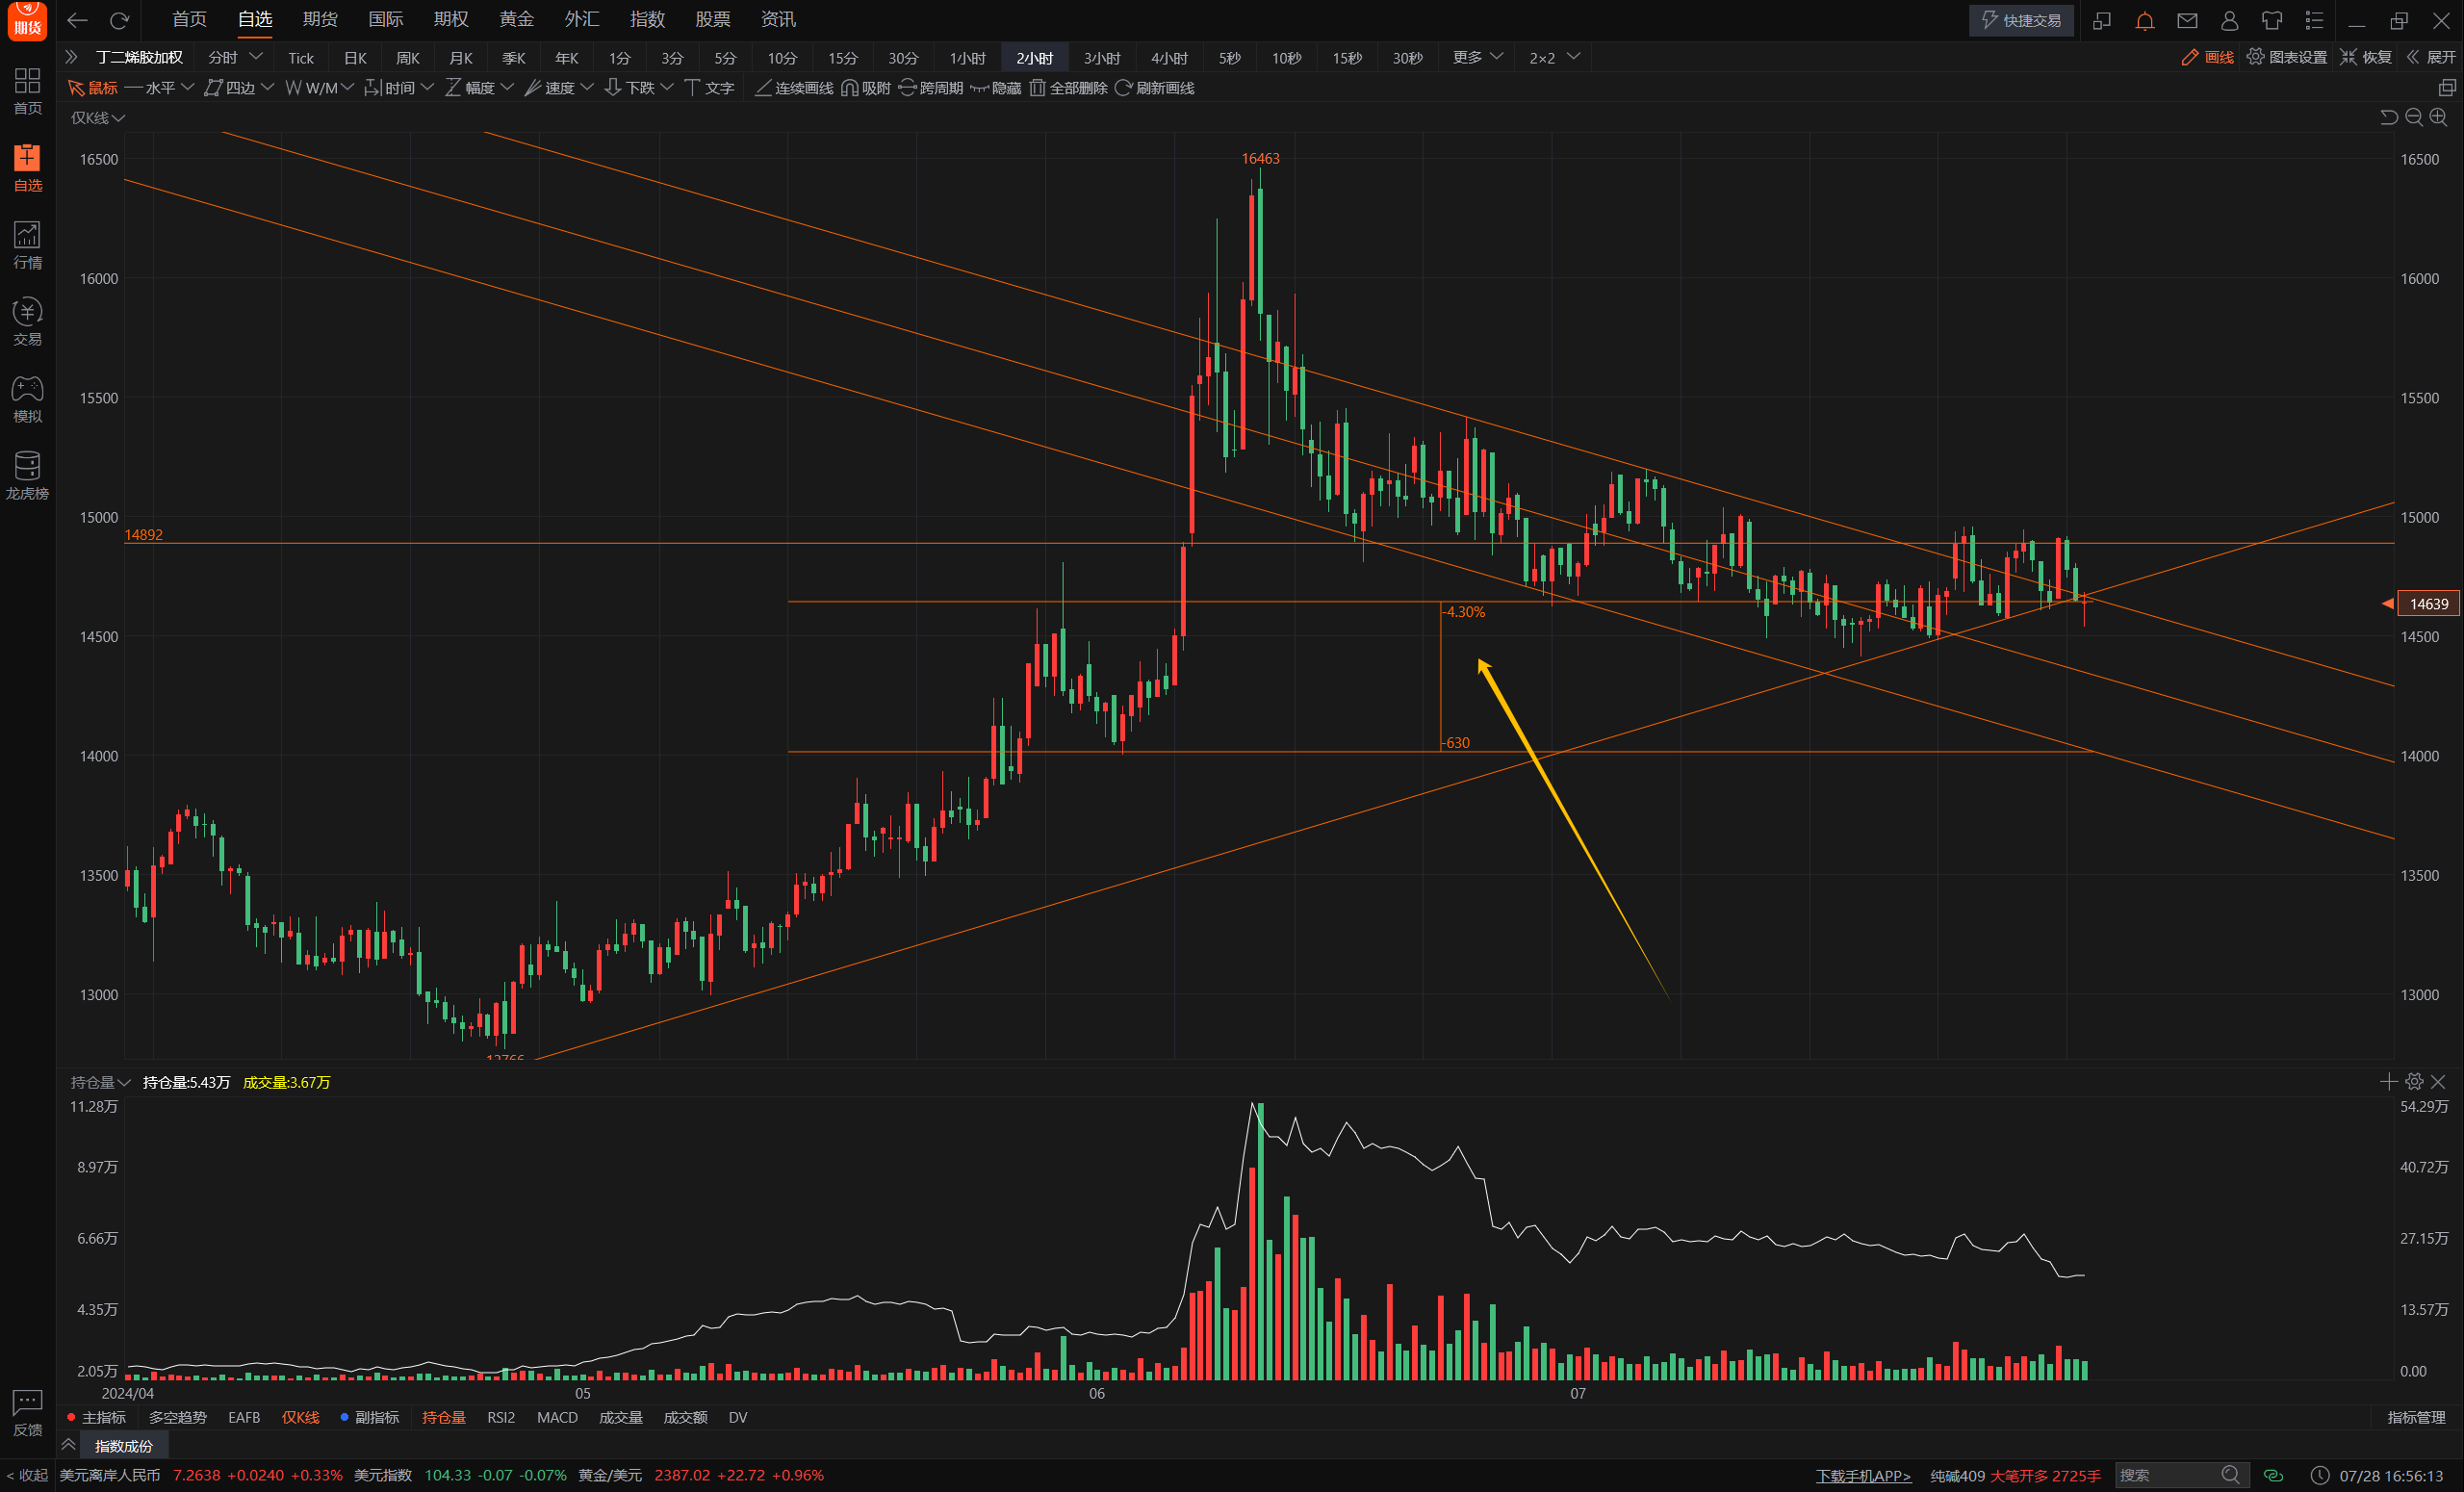 期货 首页 自选 期货 国际 期权 黄金 外汇 指数 股票 资讯 快捷交易
丁二烯胶加权 分时 Tick 日K 周K 月K 季K 年K 1分 3分 5分 10分 15分 30分 1小时 2小时 3小时 4小时 5秒 10秒 15秒 30秒 更多 2×2 画线 图表设置 恢复 展开
鼠标 水平 四边 W/M 时间 幅度 速度 下跌 文字 连续画线 吸附 跨周期 隐藏 全部删除 刷新画线
首页
自选
行情
交易
模拟
龙虎榜
反馈
仅K线
16500 16463 16500
16000 16000
15500 15500
15000 15000
14892
-4.30% 14639
14500 14500
-630
14000 14000
13500 13500
13000 13000
12766
持仓量 持仓量:5.43万 成交量:3.67万
11.28万 54.29万
8.97万 40.72万
6.66万 27.15万
4.35万 13.57万
2.05万 0.00
2024/04 05 06 07
主指标 多空趋势 EAFB 仅K线 副指标 持仓量 RSI2 MACD 成交量 成交额 DV 指标管理
指数成份
< 收起 美元离岸人民币 7.2638 +0.0240 +0.33% 美元指数 104.33 -0.07 -0.07% 黄金/美元 2387.02 +22.72 +0.96% 下载手机APP> 纯碱409 大笔开多 2725手 搜索 07/28 16:56:13